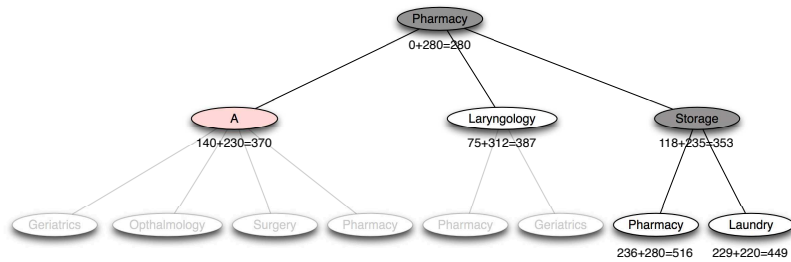 Pharmacy
0+280=280
A
Laryngology
Storage
140+230=370
75+312=387
118+235=353
Geriatrics
Opthalmology
Surgery
Pharmacy
Pharmacy
Geriatrics
Pharmacy
Laundry
236+280=516
229+220=449